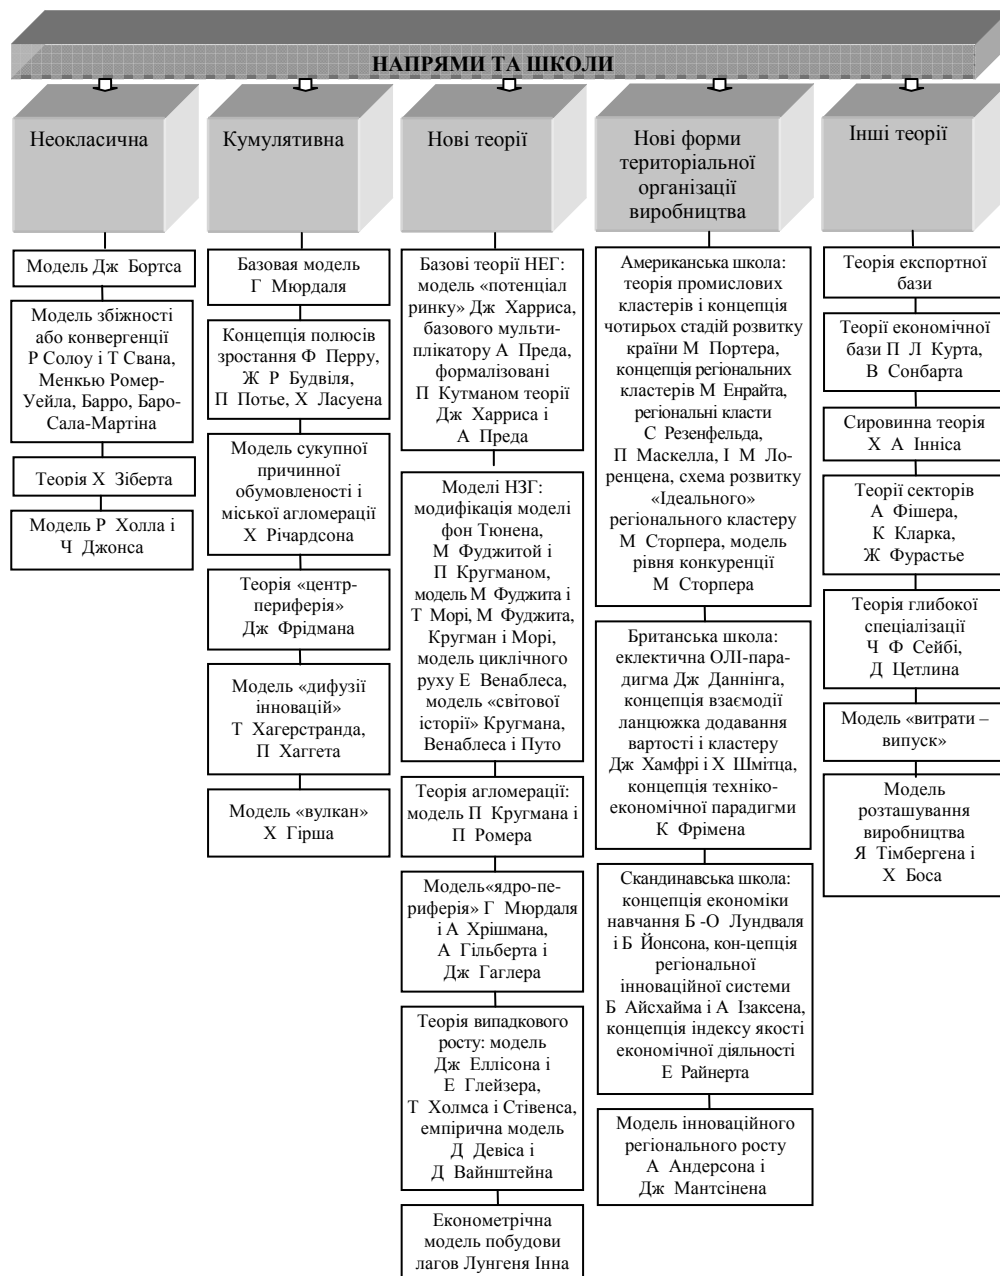 НАПРЯМИ ТА ШКОЛИ
Неокласична
Модель Дж Бортса
Модель збіжності
або конвергенції
Р Солоу і Т Свана,
Менкью Ромер-
Уейла, Барро, Баро-
Сала-Мартіна
Теорія Х Зіберта
Модель Р Холла і
Ч Джонса
Кумулятивна
Базовая модель
Г Мюрдаля
Концепція полюсів
зростання Ф Перру,
Ж Р Будвіля,
П Потье, Х Ласуена
Модель сукупної
причинної
обумовленості і
міської агломерації
Х Річардсона
Теорія «центр-
периферія»
Дж Фрідмана
Модель «дифузії
інновацій»
Т Хагерстранда,
П Хаггета
Модель «вулкан»
Х Гірша
Нові теорії
Базові теорії НЕГ:
модель «потенціал
ринку» Дж Харриса,
базового мульти-
плікатору А Преда,
формалізовані
П Кутманом теорії
Дж Харриса і
А Преда
Моделі НЗГ:
модифікація моделі
фон Тюнена,
М Фуджитой і
П Кругманом,
модель М Фуджита і
Т Морі, М Фуджита,
Кругман і Морі,
модель циклічного
руху Е Венаблеса,
модель «світової
історії» Кругмана,
Венаблеса і Путо
Теорія агломерації:
модель П Кругмана і
П Ромера
Модель«ядро-пе-
риферія» Г Мюрдаля
і А Хрішмана,
А Гільберта і
Дж Гаглера
Теорія випадкового
росту: модель
Дж Еллісона і
Е Глейзера,
Т Холмса і Стівенса,
емпірична модель
Д Девіса і
Д Вайнштейна
Економетрічна
модель побудови
лагов Лунгеня Інна
Нові форми
територіальної
організації
виробництва
Американська школа:
теорія промислових
кластерів і концепція
чотирьох стадій розвитку
країни М Портера,
концепція регіональних
кластерів М Енрайта,
регіональні класти
С Резенфельда,
П Маскелла, І М Ло-
ренцена, схема розвитку
«Ідеального»
регіонального кластеру
М Сторпера, модель
рівня конкуренції
М Сторпера
Британська школа:
еклектична ОЛІ-пара-
дигма Дж Даннінга,
концепція взаємодії
ланцюжка додавання
вартості і кластеру
Дж Хамфрі і Х Шмітца,
концепція техніко-
економічної парадигми
К Фрімена
Скандинавська школа:
концепція економіки
навчання Б -О Лундваля
і Б Йонсона, кон-цепція
регіональної
інноваційної системи
Б Айсхайма і А Ізаксена,
концепція індексу якості
економічної діяльності
Е Райнерта
Модель інноваційного
регіонального росту
А Андерсона і
Дж Мантсінена
Інші теорії
Теорія експортної
бази
Теорії економічної
бази П Л Курта,
В Сонбарта
Сировинна теорія
Х А Інніса
Теорії секторів
А Фішера,
К Кларка,
Ж Фурастье
Теорія глибокої
спеціалізації
Ч Ф Сейбі,
Д Цетлина
Модель «витрати –
випуск»
Модель
розташування
виробництва
Я Тімбергена і
Х Боса